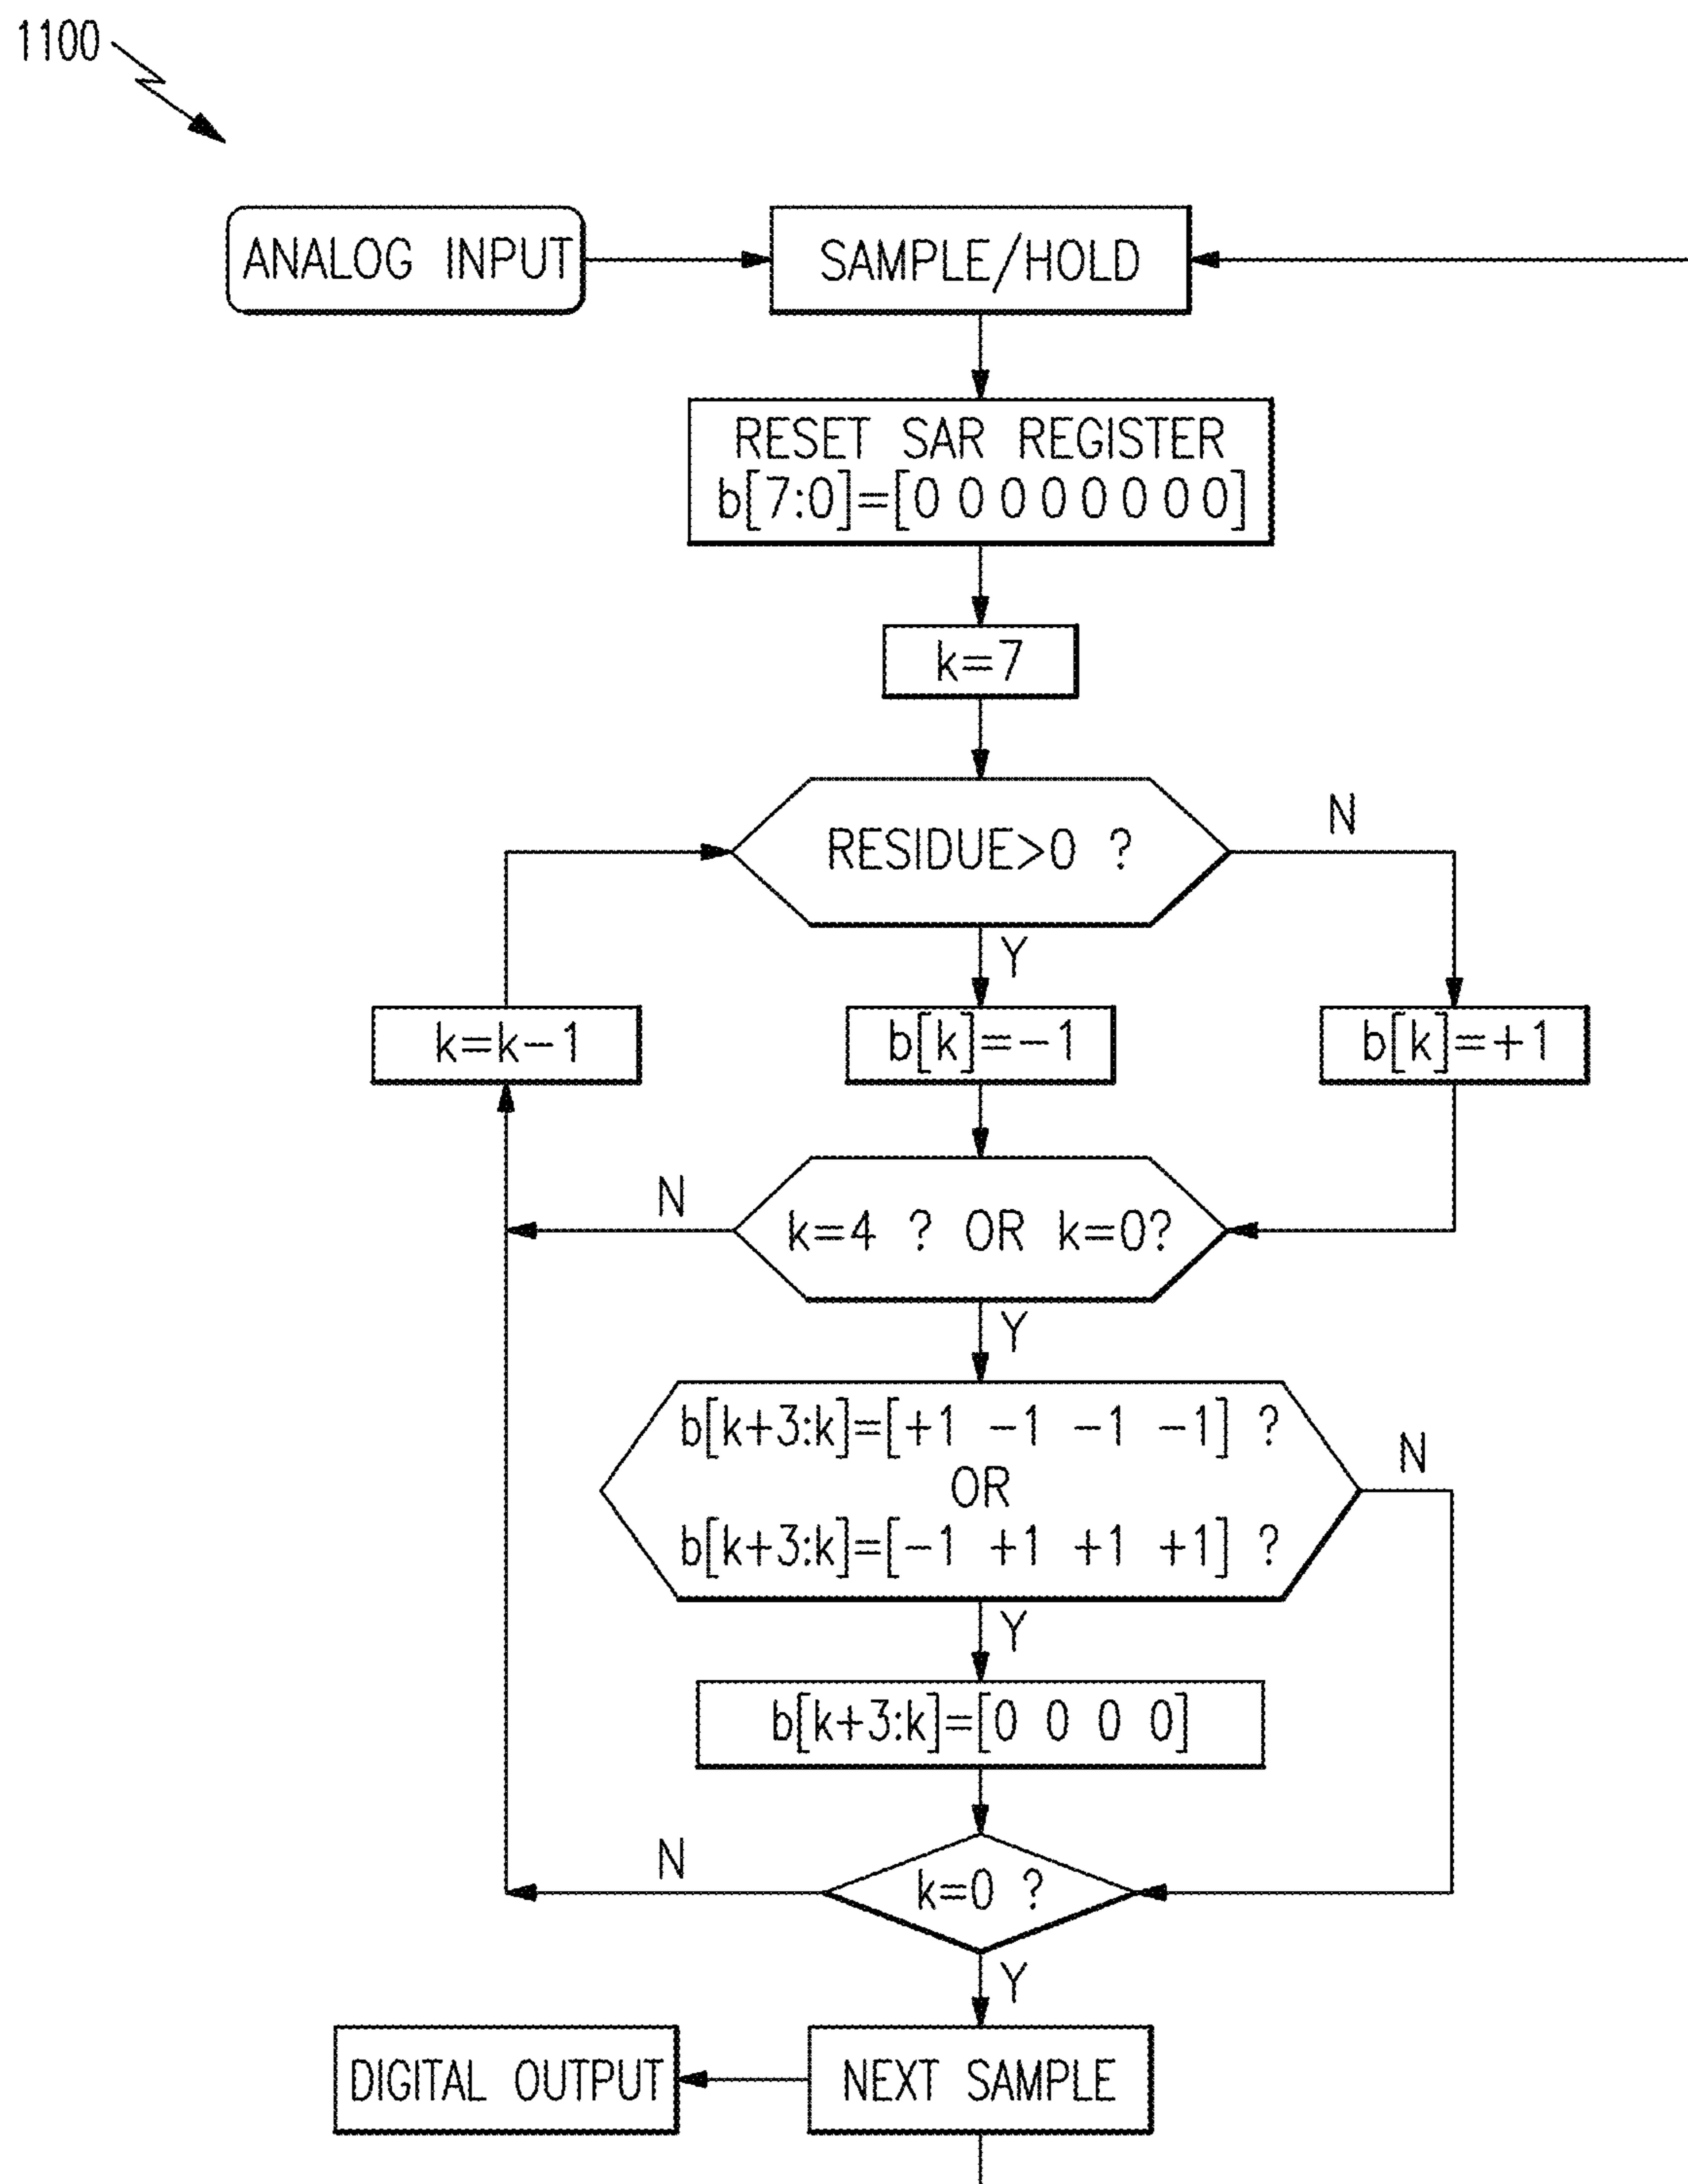 1100
ANALOG INPUT
SAMPLE/HOLD
RESET SAR REGISTER
b[7:0]=[0 0 0 0 0 0 0 0]
k=7
RESIDUE>0 ?
N
Y
k=k-1
b[k]=-1
b[k]=+1
N
k=4 ? OR k=0?
Y
b[k+3:k]=[+1 -1 -1 -1] ?
OR
b[k+3:k]=[-1 +1 +1 +1] ?
N
Y
b[k+3:k]=[0 0 0 0]
N
k=0 ?
Y
DIGITAL OUTPUT
NEXT SAMPLE